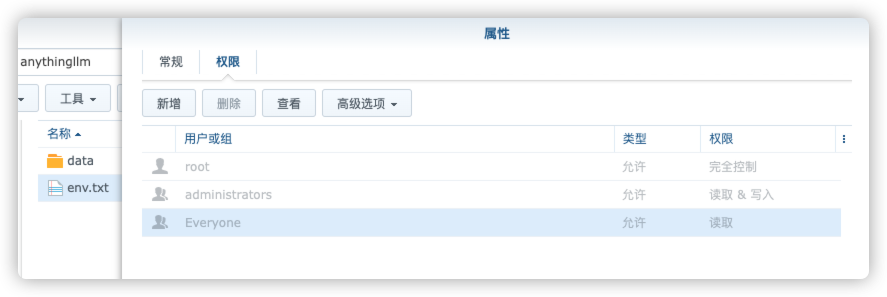 属性
anythingllm
常规 权限
工具
新增 删除 查看 高级选项
名称
用户或组 类型 权限
data
root 允许 完全控制
env.txt
administrators 允许 读取 & 写入
Everyone 允许 读取